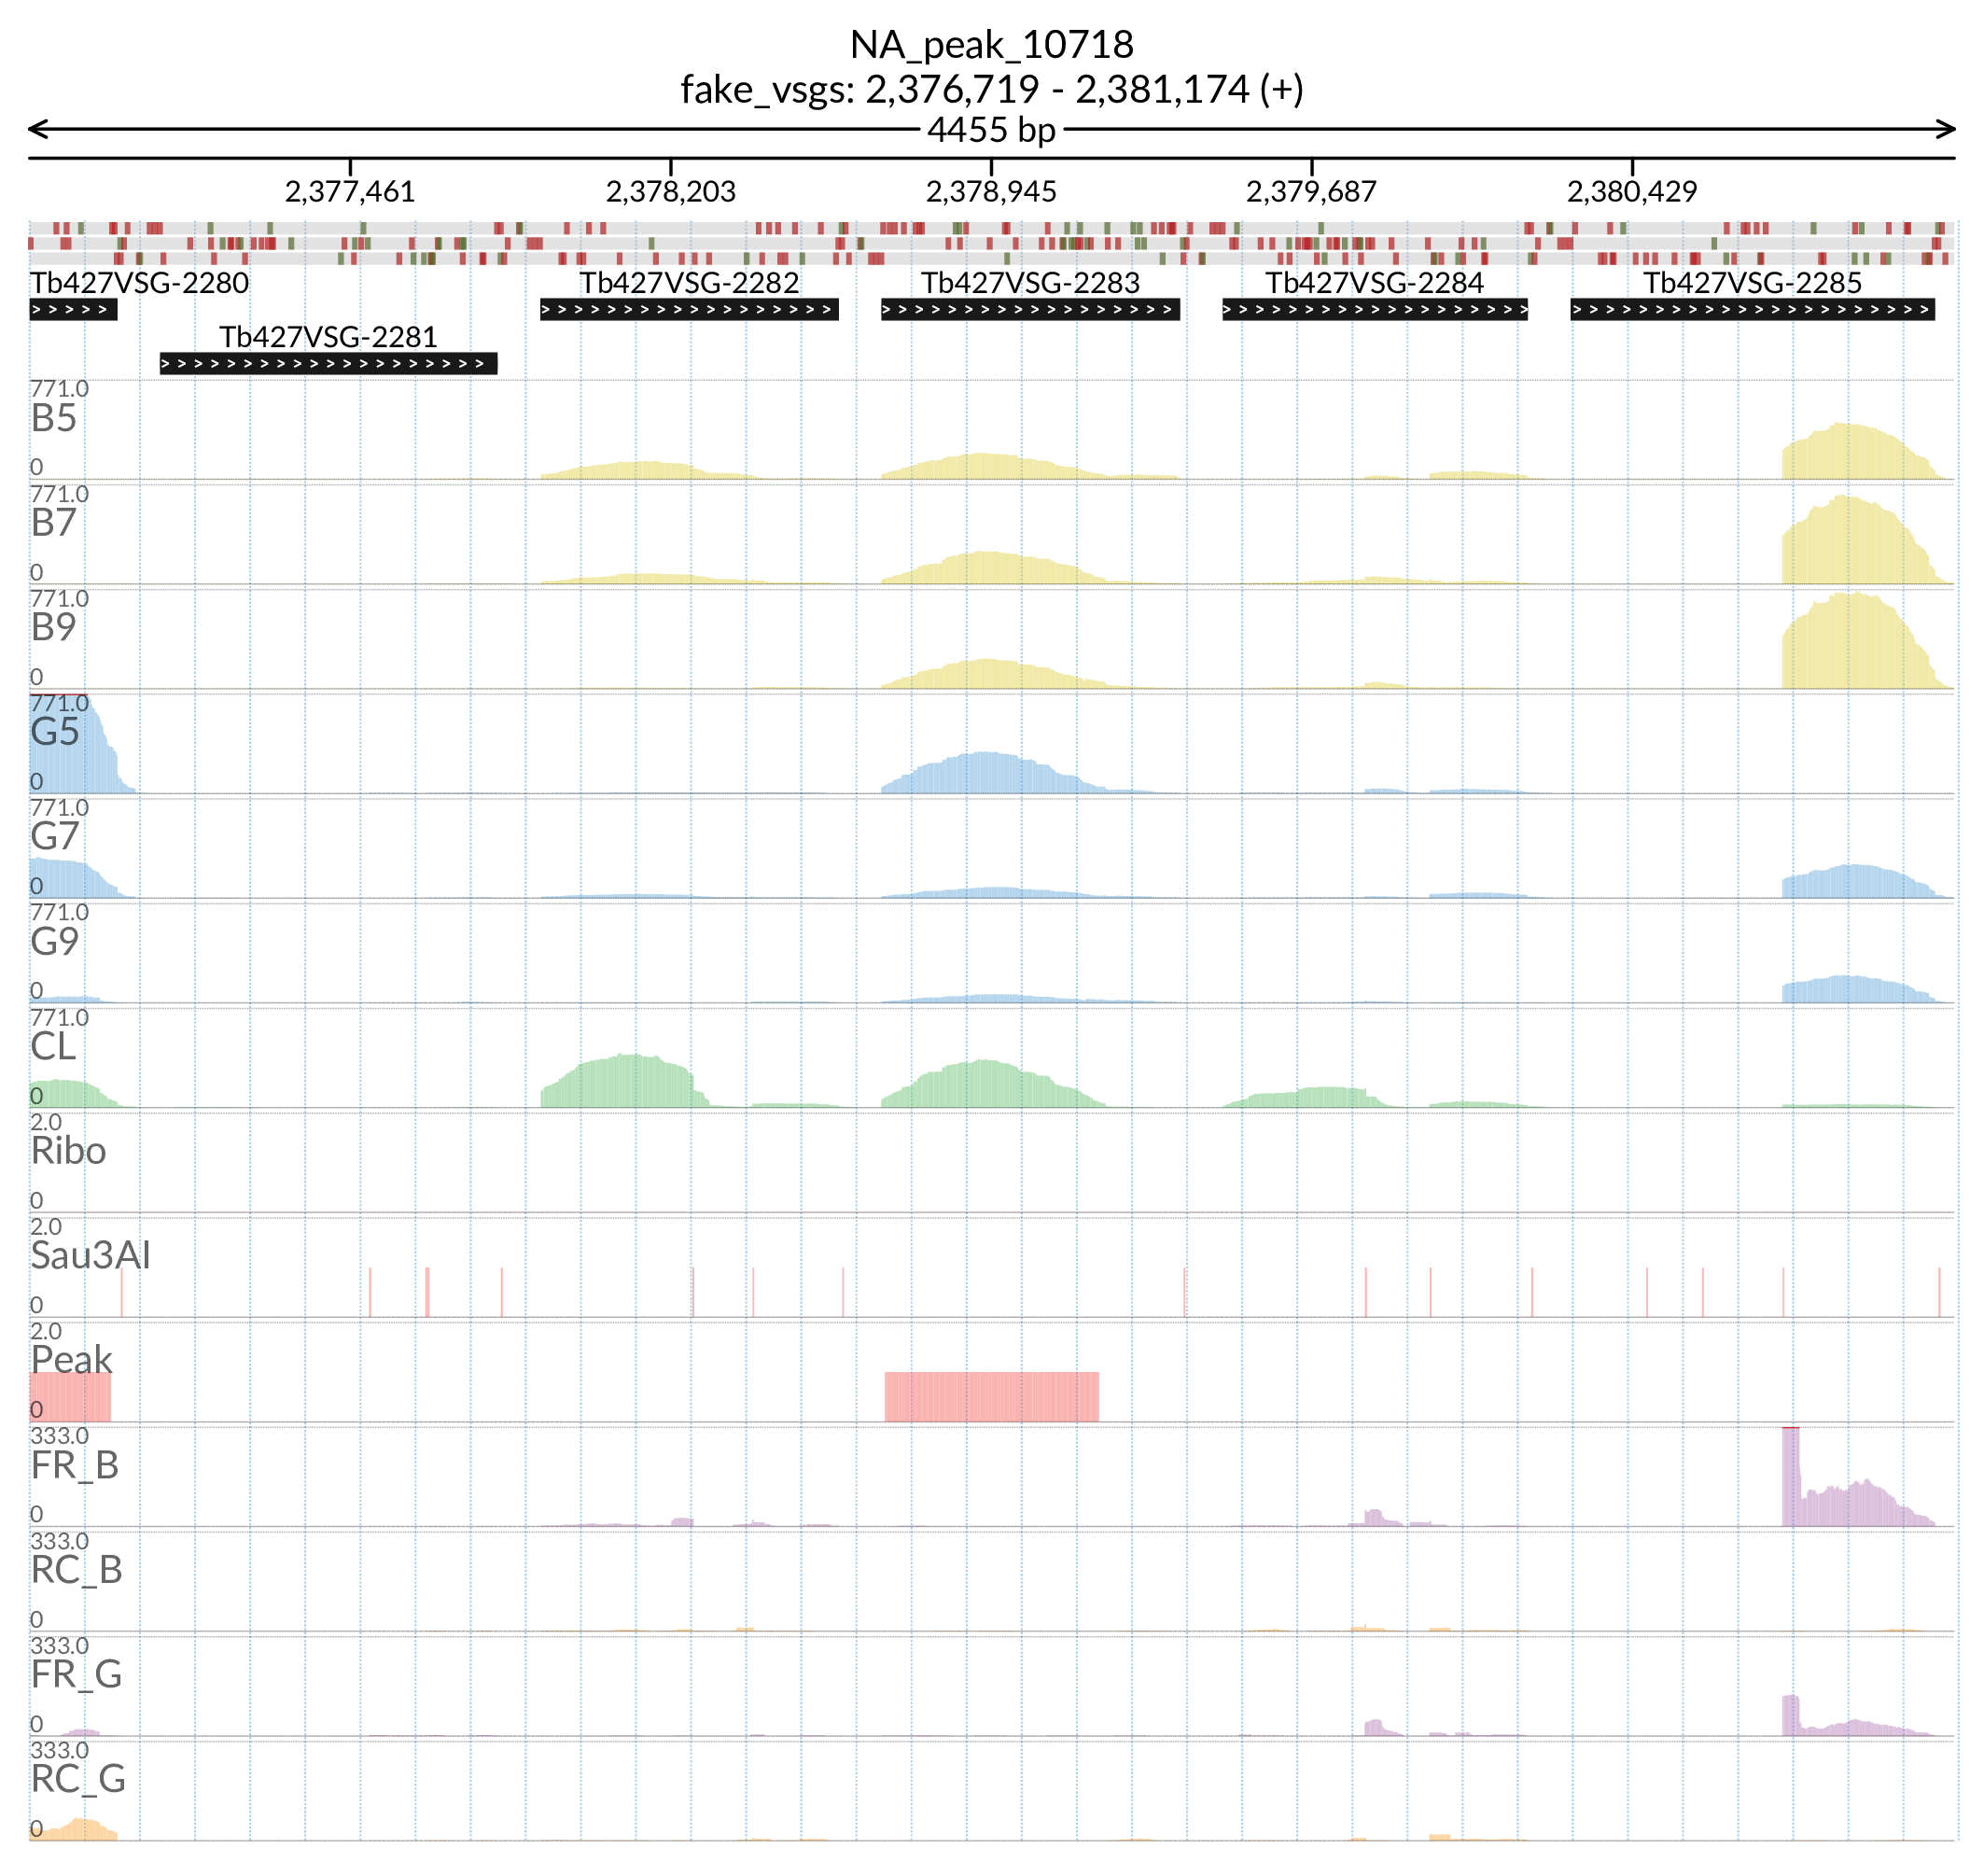 NA_peak_10718
fake_vsgs: 2,376,719 - 2,381,174 (+)
4455 bp
2,377,461 2,378,203 2,378,945 2,379,687 2,380,429
Tb427VSG-2280 Tb427VSG-2282 Tb427VSG-2283 Tb427VSG-2284 Tb427VSG-2285
Tb427VSG-2281
771.0
B5
0
771.0
B7
0
771.0
B9
0
771.0
G5
0
771.0
G7
0
771.0
G9
0
771.0
CL
0
2.0
Ribo
0
2.0
Sau3AI
0
2.0
Peak
0
333.0
FR_B
0
333.0
RC_B
0
333.0
FR_G
0
333.0
RC_G
0